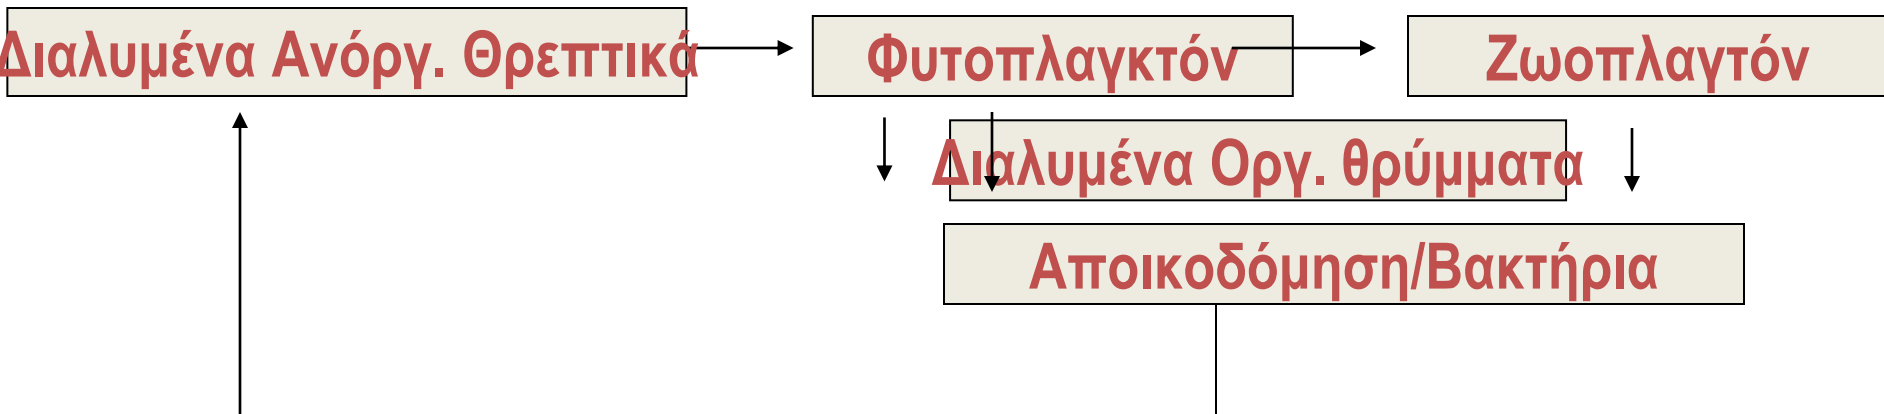 Διαλυμένα Ανόργ. Θρεπτικά
Φυτοπλαγκτόν
Ζωοπλαγτόν
Διαλυμένα Οργ. θρύμματα
Αποικοδόμηση/Βακτήρια